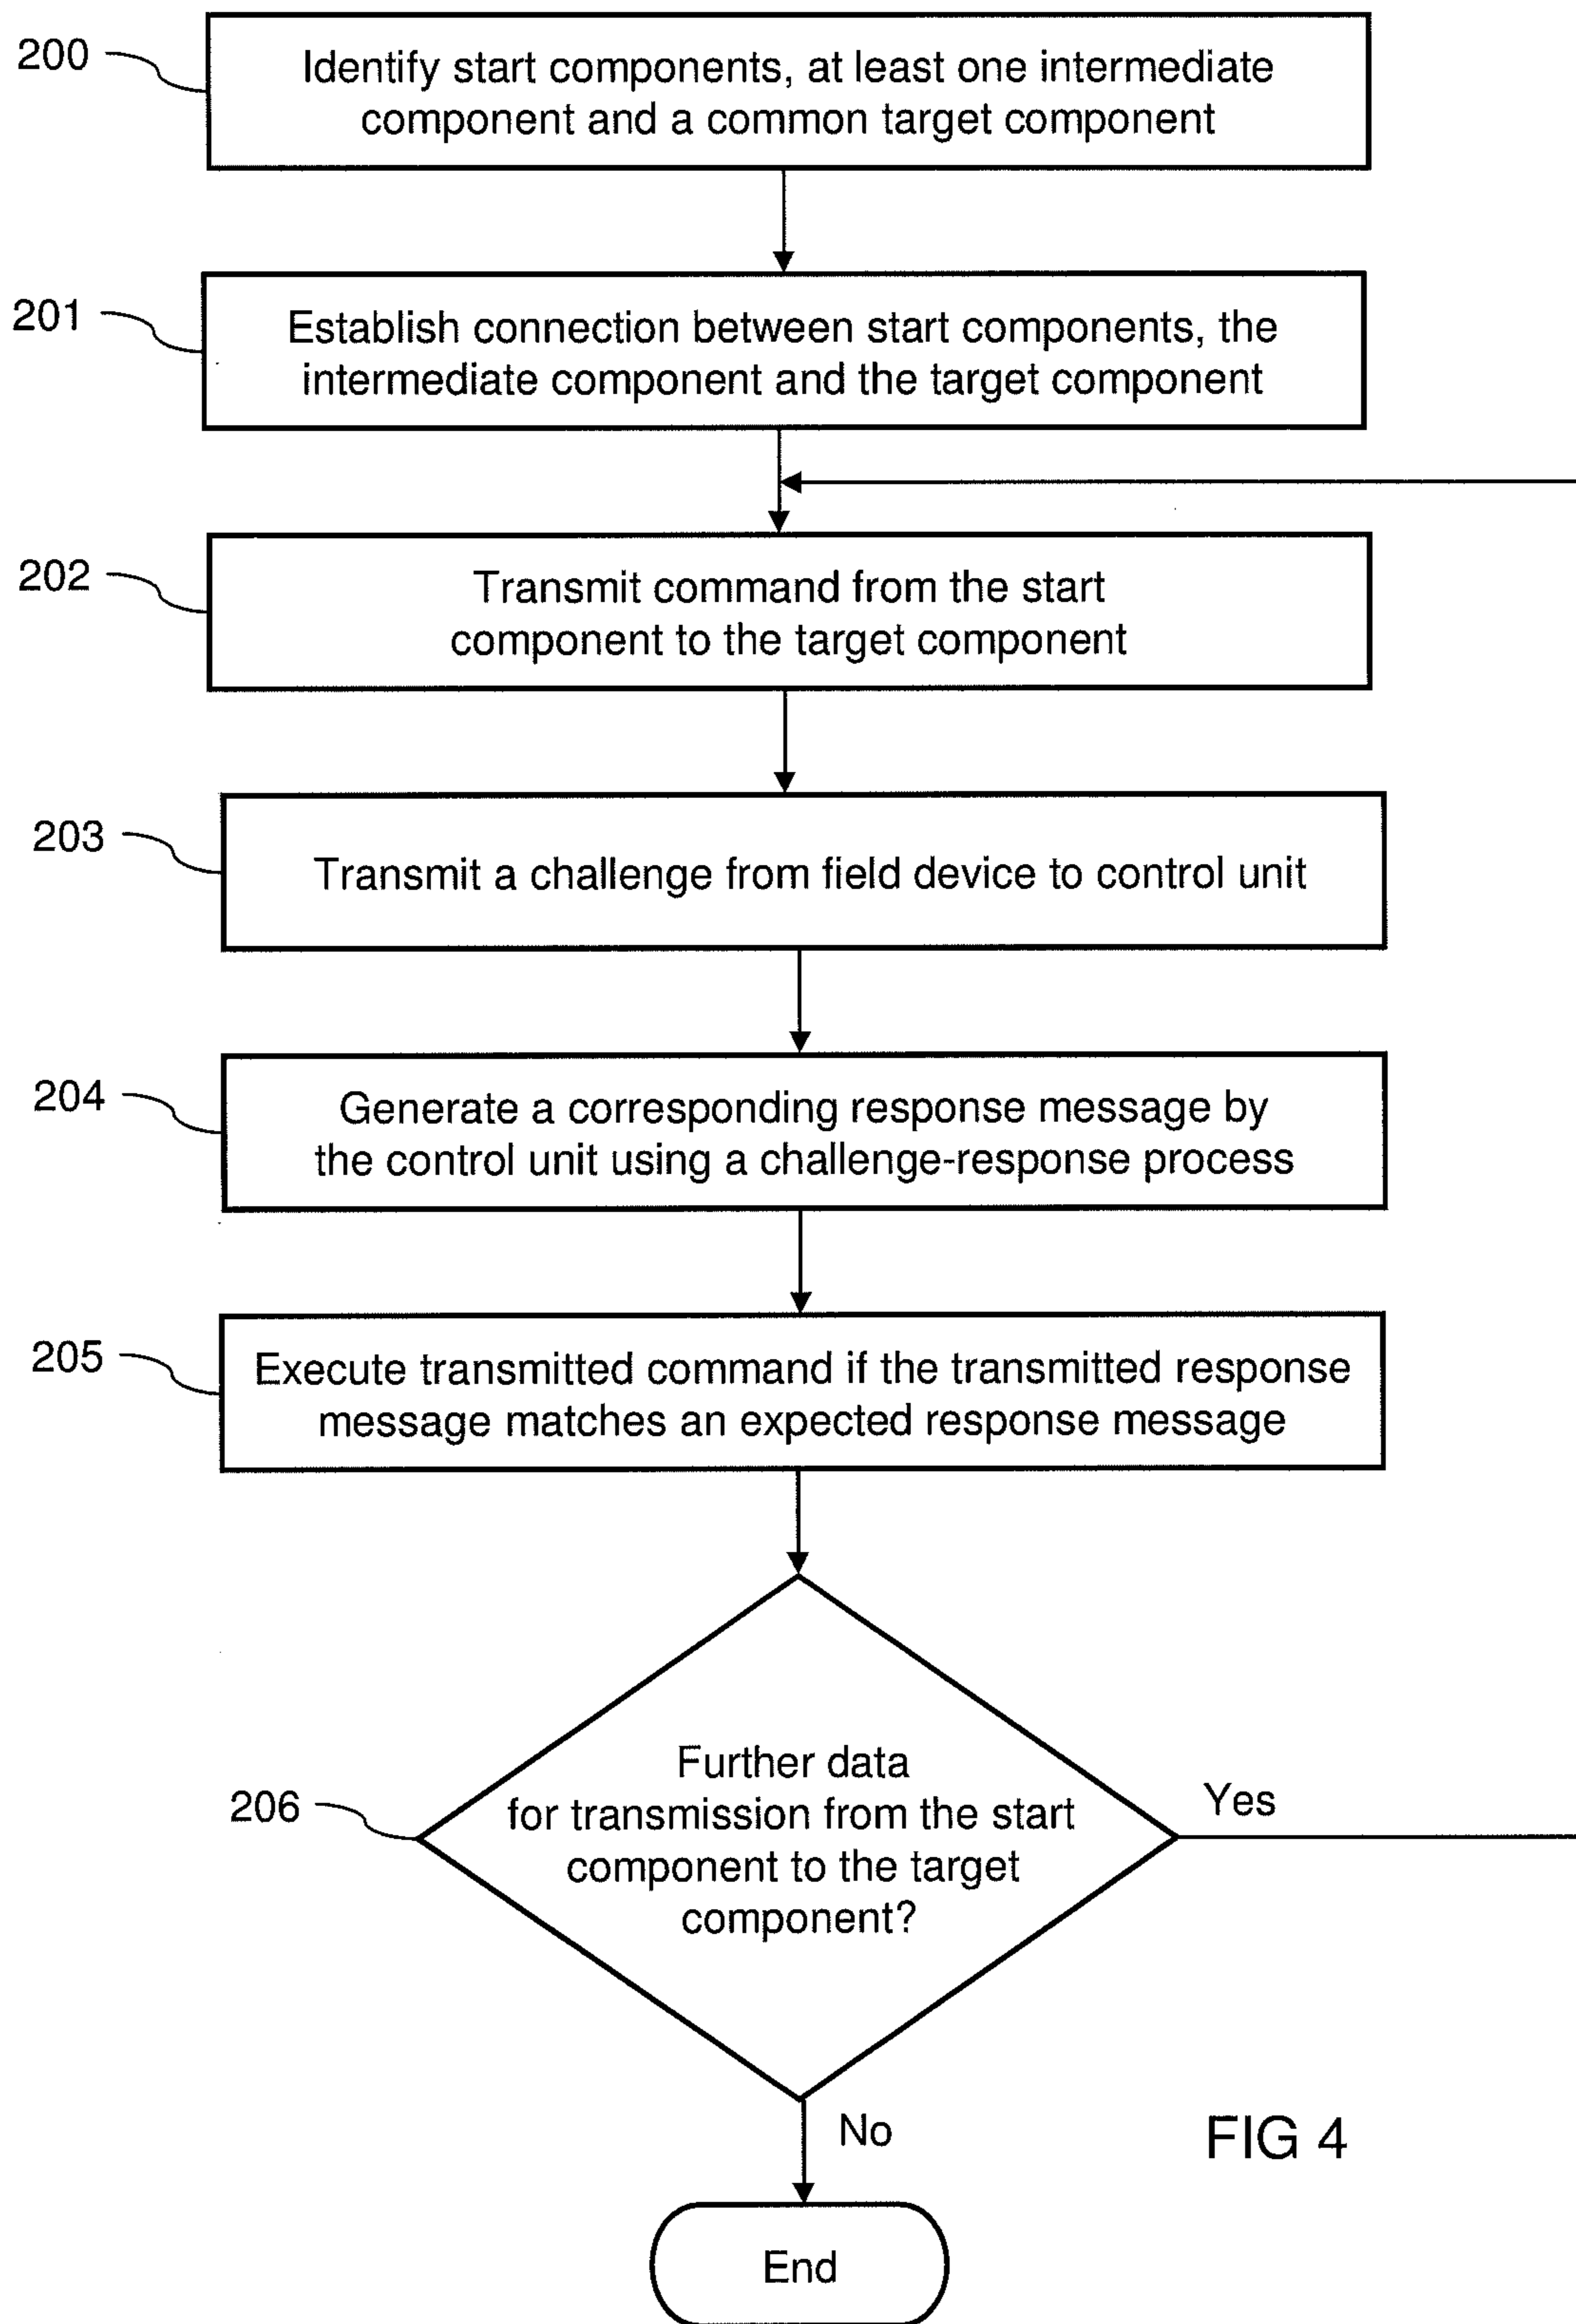 200
Identify start components, at least one intermediate
component and a common target component
201
Establish connection between start components, the
intermediate component and the target component
202
Transmit command from the start
component to the target component
203
Transmit a challenge from field device to control unit
204
Generate a corresponding response message by
the control unit using a challenge-response process
205
Execute transmitted command if the transmitted response
message matches an expected response message
206
Further data
for transmission from the start
component to the target
component?
Yes
No
FIG 4
End